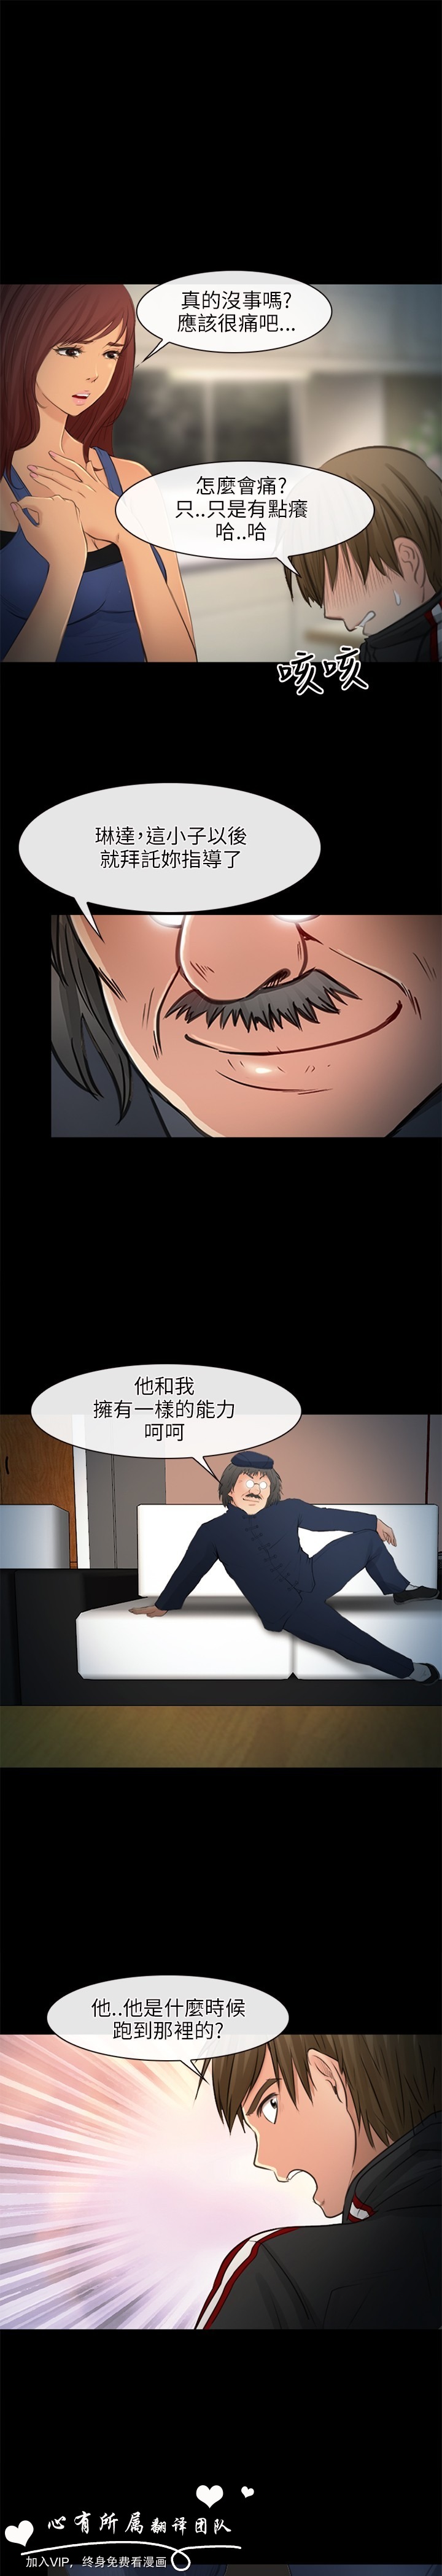 真的沒事嗎?
應該很痛吧...
怎麼會痛?
只..只是有點癢
哈..哈
咳咳
琳達,這小子以後
就拜託妳指導了
他和我
擁有一樣的能力
呵呵
他..他是什麼時候
跑到那裡的?
心有所属翻译团队
加入VIP，终身免费看漫画